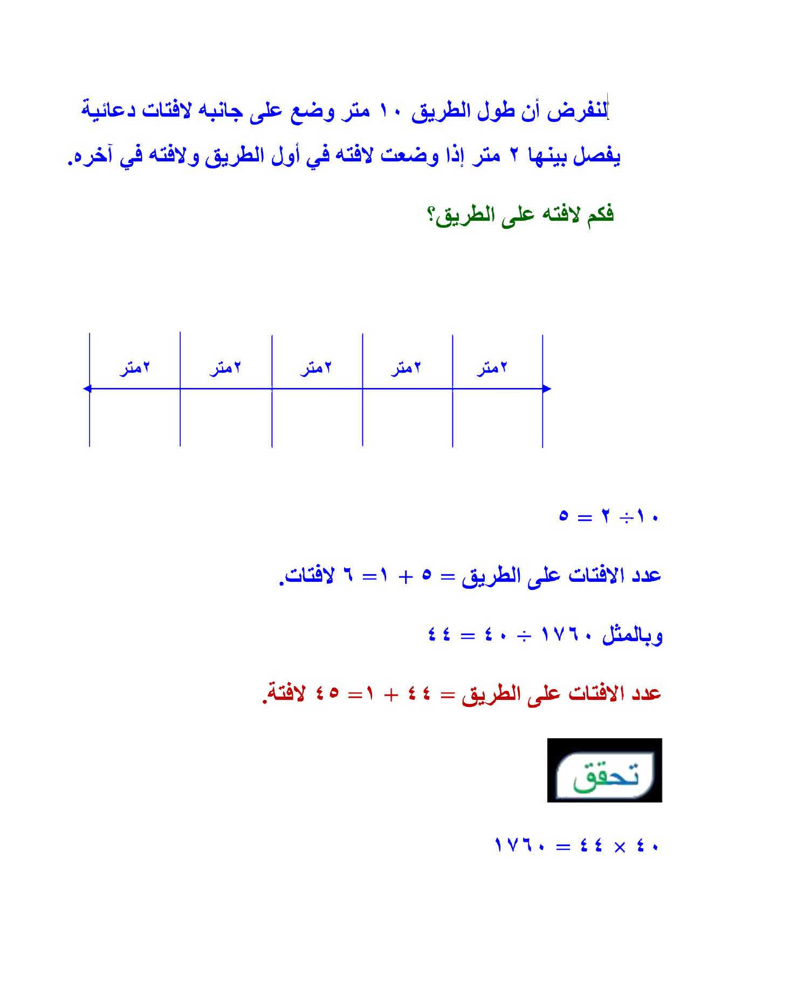 لنفرض أن طول الطريق ١٠ متر وضع على جانبه لافتات دعائية
يفصل بينها ٢ متر إذا وضعت لافته في أول الطريق ولافته في آخره.
فكم لافته على الطريق؟
٢متر ٢متر ٢متر ٢متر ٢متر
١٠÷ ٢ = ٥
عدد الافتات على الطريق = ٥ + ١= ٦ لافتات.
وبالمثل ١٧٦٠ ÷ ٤٠ = ٤٤
عدد الافتات على الطريق = ٤٤ + ١= ٤٥ لافتة.
تحقق
٤٠ × ٤٤ = ١٧٦٠